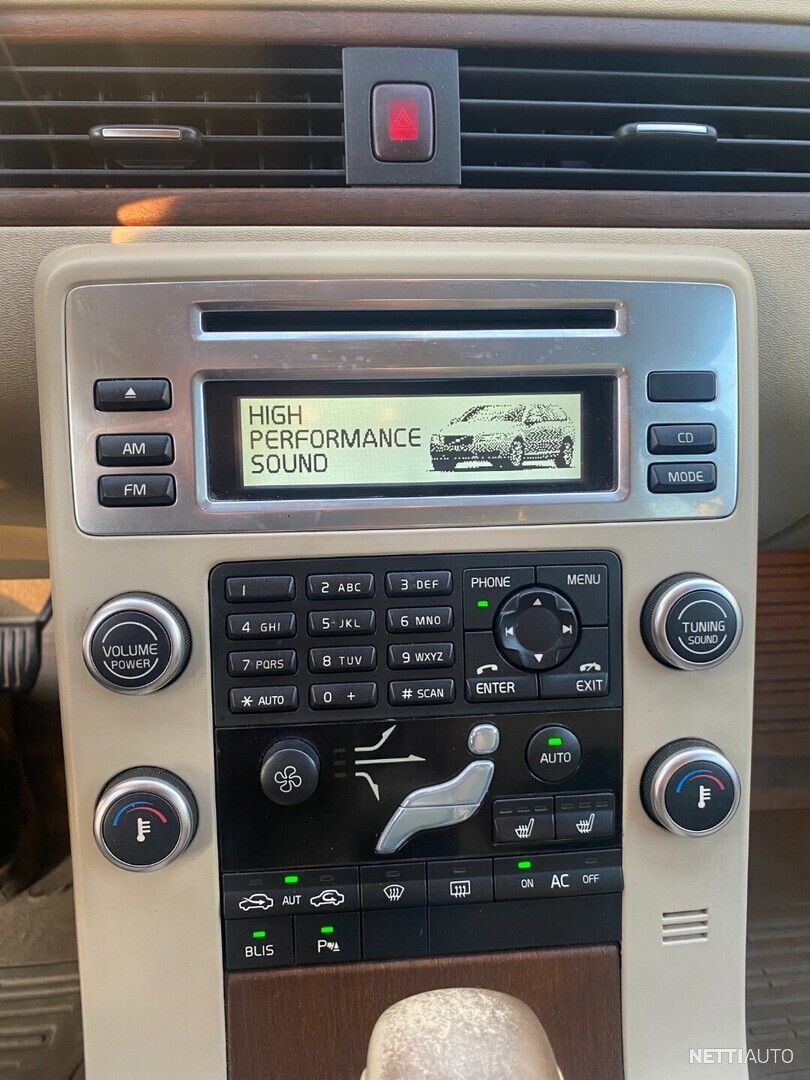 HIGH
PERFORMANCE
SOUND
AM
FM
CD
MODE
VOLUME
POWER
1
2 ABC
3 DEF
4 GHI
5 JKL
6 MNO
7 PQRS
8 TUV
9 WXYZ
* AUTO
0 +
# SCAN
PHONE
MENU
ENTER
EXIT
TUNING
SOUND
AUTO
AUT
ON AC OFF
BLIS
P
NETTIAUTO